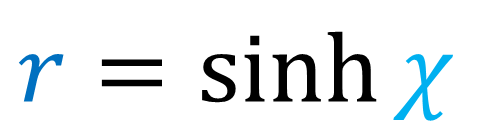 r = sinh χ